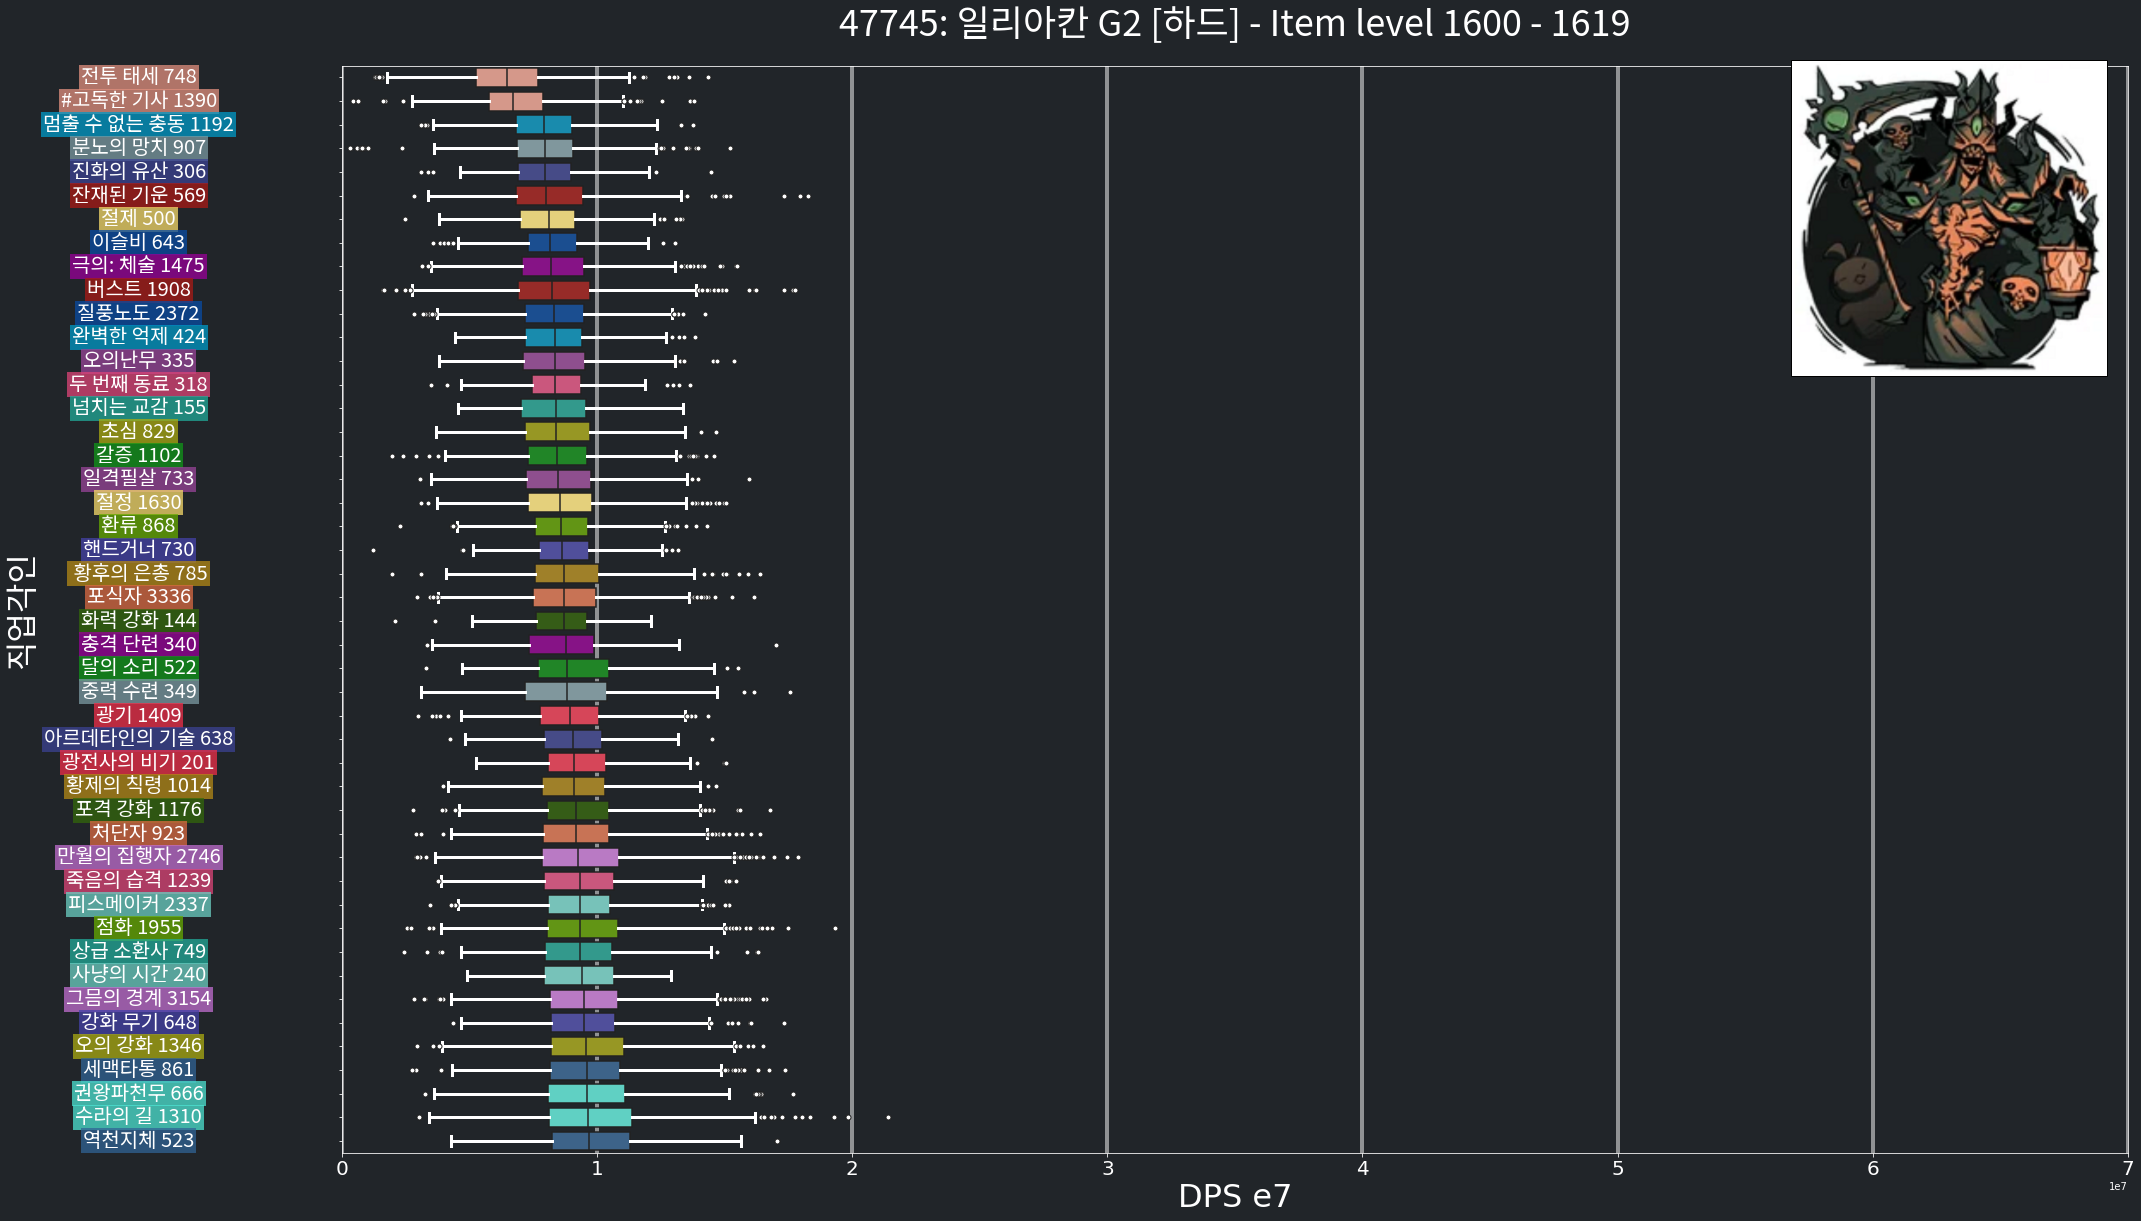 47745: 일리아칸 G2 [하드] - Item level 1600 - 1619
전투 태세 748
#고독한 기사 1390
멈출 수 없는 충동 1192
분노의 망치 907
진화의 유산 306
잔재된 기운 569
절제 500
이슬비 643
극의: 체술 1475
버스트 1908
질풍노도 2372
완벽한 억제 424
오의난무 335
두 번째 동료 318
넘치는 교감 155
초심 829
갈증 1102
일격필살 733
절정 1630
환류 868
핸드거너 730
황후의 은총 785
포식자 3336
화력 강화 144
충격 단련 340
달의 소리 522
중력 수련 349
광기 1409
아르데타인의 기술 638
광전사의 비기 201
황제의 칙령 1014
포격 강화 1176
처단자 923
만월의 집행자 2746
죽음의 습격 1239
피스메이커 2337
점화 1955
상급 소환사 749
사냥의 시간 240
그믐의 경계 3154
강화 무기 648
오의 강화 1346
세맥타통 861
권왕파천무 666
수라의 길 1310
역천지체 523
직업각인
0 1 2 3 4 5 6 7
DPS e7
1e7